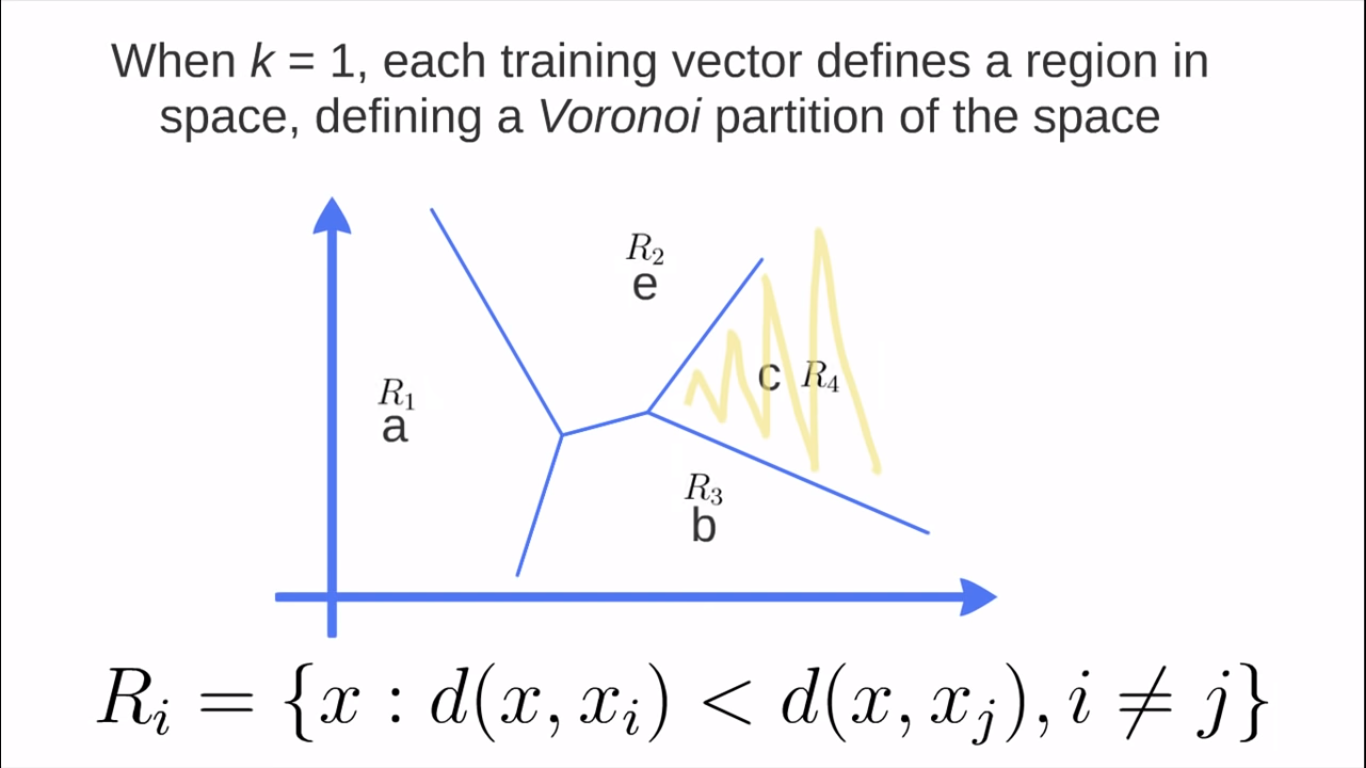 When k = 1, each training vector defines a region in
space, defining a Voronoi partition of the space
R₂
e
c R₄
R₁
a
R₃
b
Rᵢ = {x : d(x, xᵢ) < d(x, xⱼ), i ≠ j}